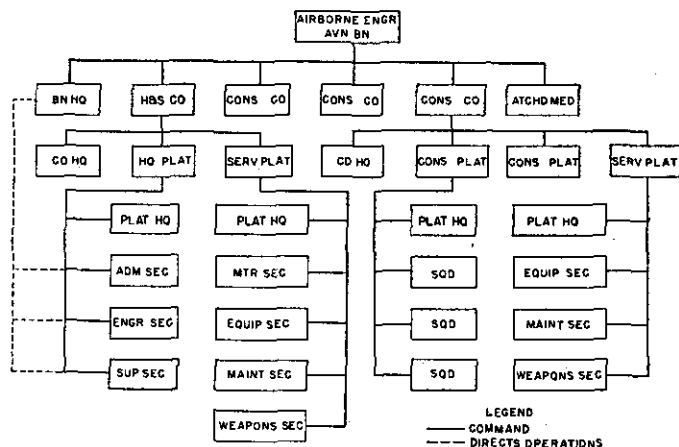 AIRBORNE ENGR
AVN BN
BN HQ
H&S CO
CONS CO
CONS CO
CONS CO
ATCHD MED
CO HQ
HQ PLAT
SERV PLAT
CO HQ
CONS PLAT
CONS PLAT
SERV PLAT
PLAT HQ
PLAT HQ
PLAT HQ
PLAT HQ
ADM SEC
MTR SEC
SQD
EQUIP SEC
ENGR SEC
EQUIP SEC
SQD
MAINT SEC
SUP SEC
MAINT SEC
SQD
WEAPONS SEC
WEAPONS SEC
LEGEND
COMMAND
DIRECTS OPERATIONS